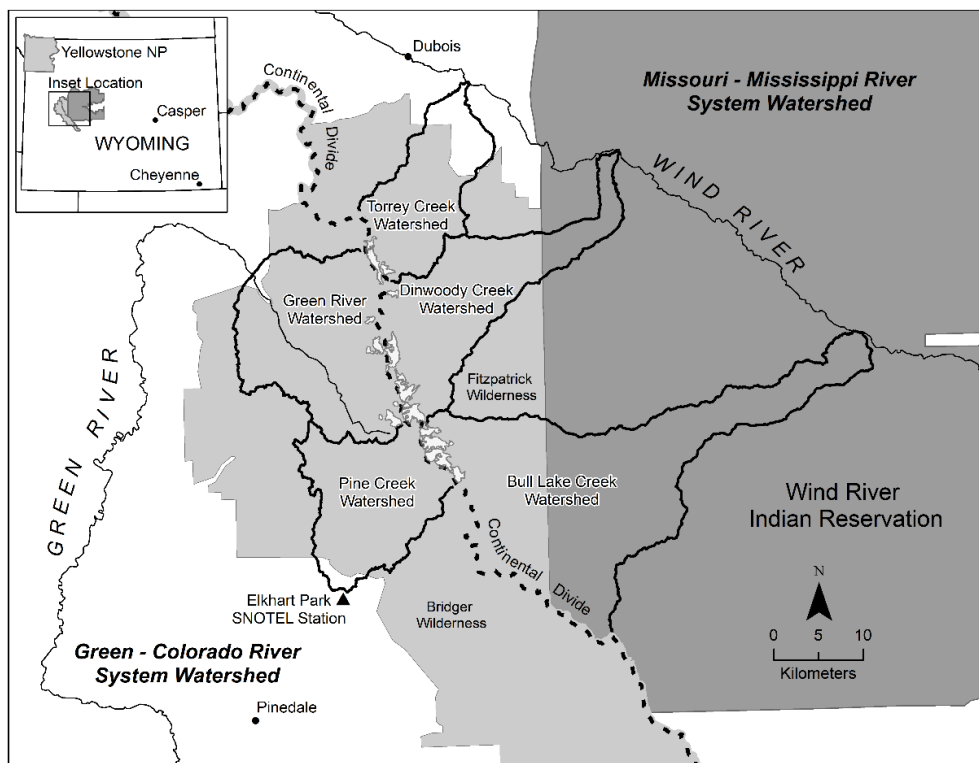 Yellowstone NP
Inset Location
Casper
WYOMING
Cheyenne
Dubois
Continental
Divide
Missouri - Mississippi River
System Watershed
WIND RIVER
Torrey Creek
Watershed
Green River
Watershed
Dinwoody Creek
Watershed
Fitzpatrick
Wilderness
GREEN RIVER
Pine Creek
Watershed
Bull Lake Creek
Watershed
Wind River
Indian Reservation
Continental
Divide
Elkhart Park
SNOTEL Station
Bridger
Wilderness
Green - Colorado River
System Watershed
Pinedale
N
0 5 10
Kilometers